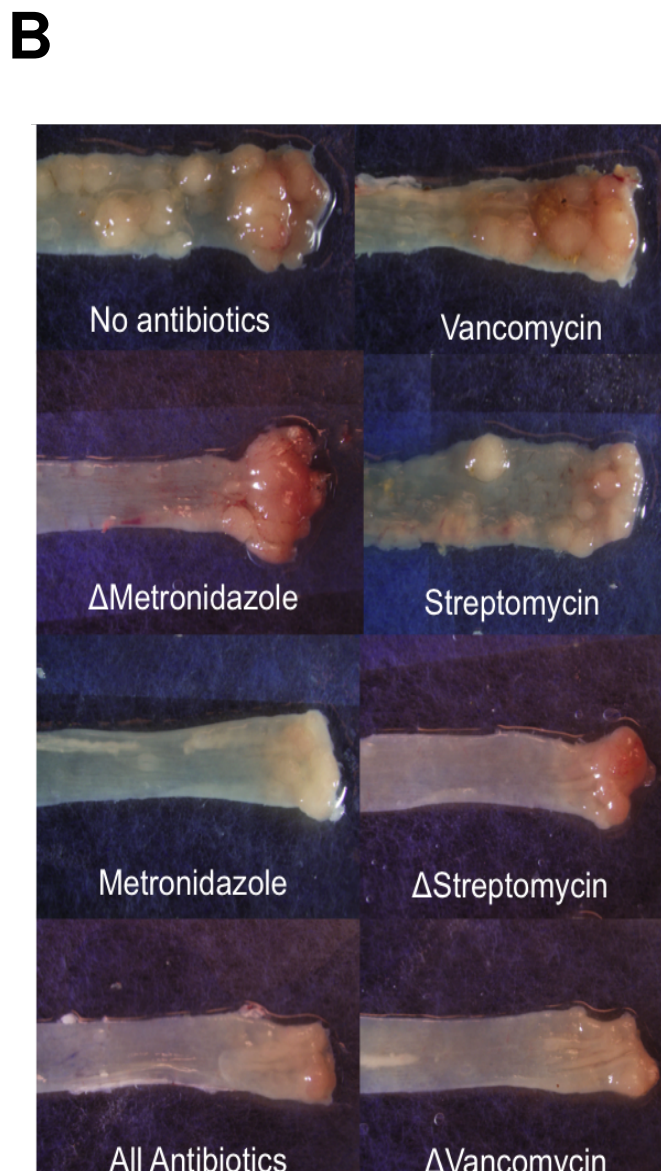 B
No antibiotics
Vancomycin
ΔMetronidazole
Streptomycin
Metronidazole
ΔStreptomycin
All Antibiotics
ΔVancomycin